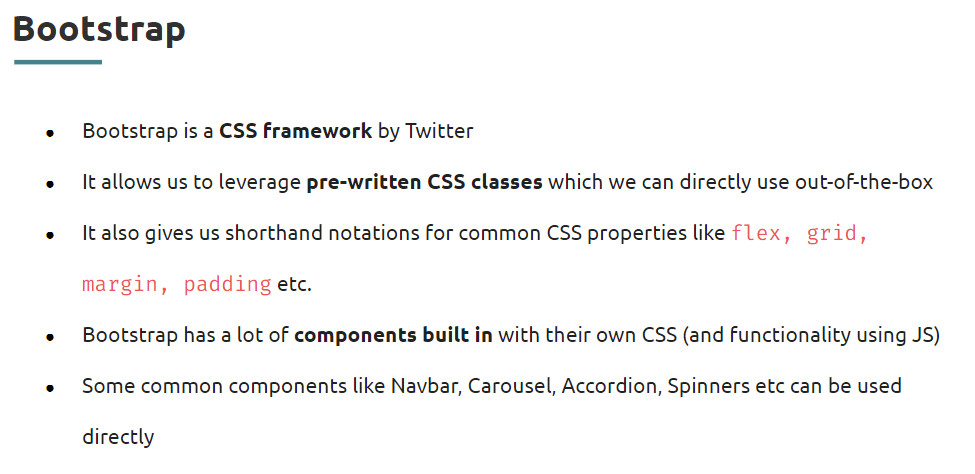 Bootstrap
• Bootstrap is a CSS framework by Twitter
• It allows us to leverage pre-written CSS classes which we can directly use out-of-the-box
• It also gives us shorthand notations for common CSS properties like flex, grid,
margin, padding etc.
• Bootstrap has a lot of components built in with their own CSS (and functionality using JS)
• Some common components like Navbar, Carousel, Accordion, Spinners etc can be used
directly